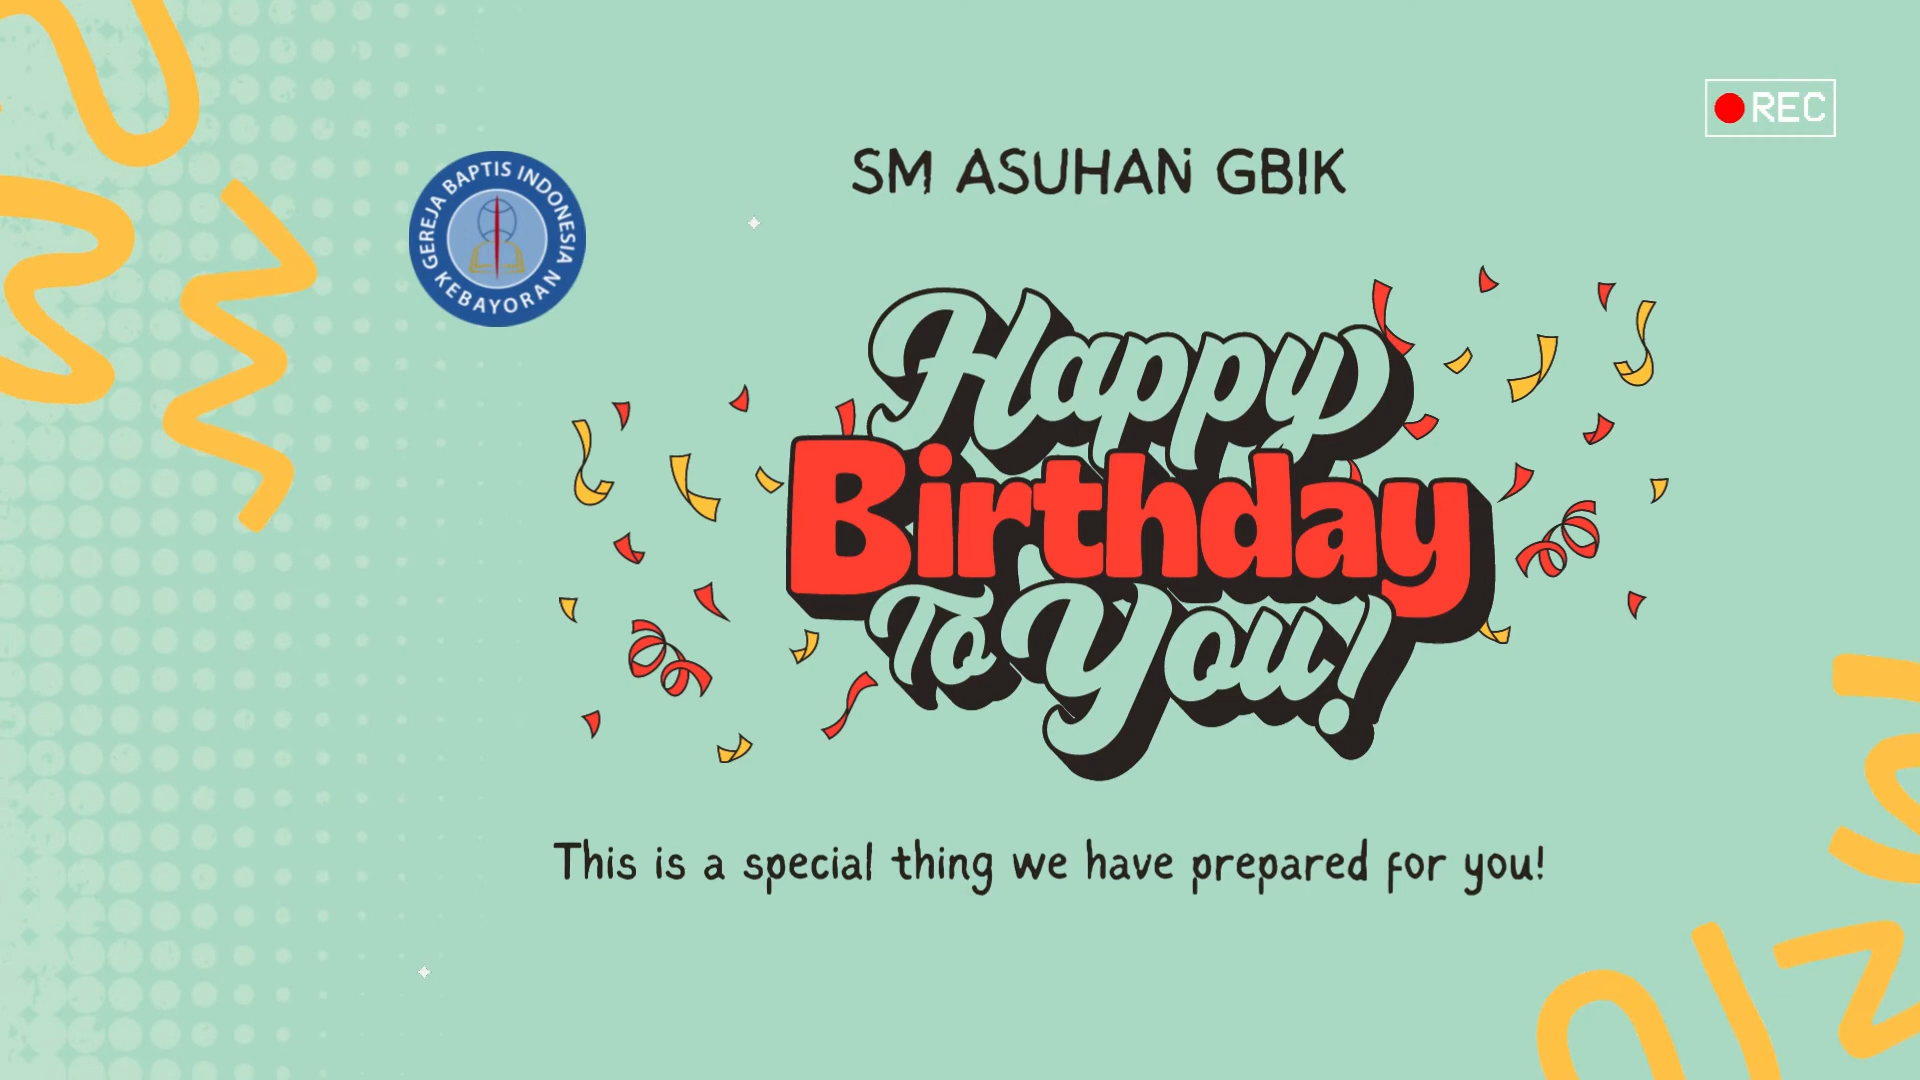 REC
SM ASUHAN GBIK
GEREJA BAPTIS INDONESIA
KEBAYORAN
Happy
Birthday
To You!
This is a special thing we have prepared for you!